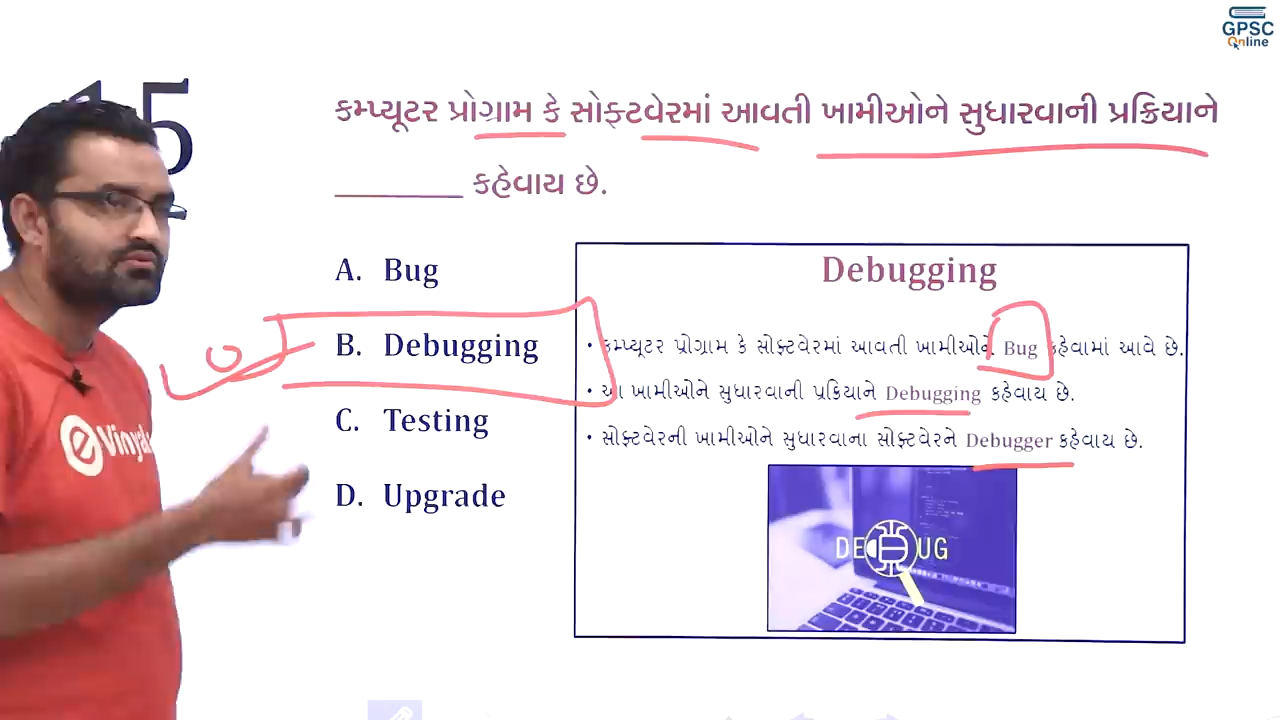 GPSC
Online
15
કમ્પ્યૂટર પ્રોગ્રામ કે સોફ્ટવેરમાં આવતી ખામીઓને સુધારવાની પ્રક્રિયાને
________ કહેવાય છે.
A. Bug
B. Debugging
C. Testing
D. Upgrade
Debugging
• કમ્પ્યૂટર પ્રોગ્રામ કે સોફ્ટવેરમાં આવતી ખામીઓને Bug કહેવામાં આવે છે.
• આ ખામીઓને સુધારવાની પ્રક્રિયાને Debugging કહેવાય છે.
• સોફ્ટવેરની ખામીઓને સુધારવાના સોફ્ટવેરને Debugger કહેવાય છે.
DEBUG